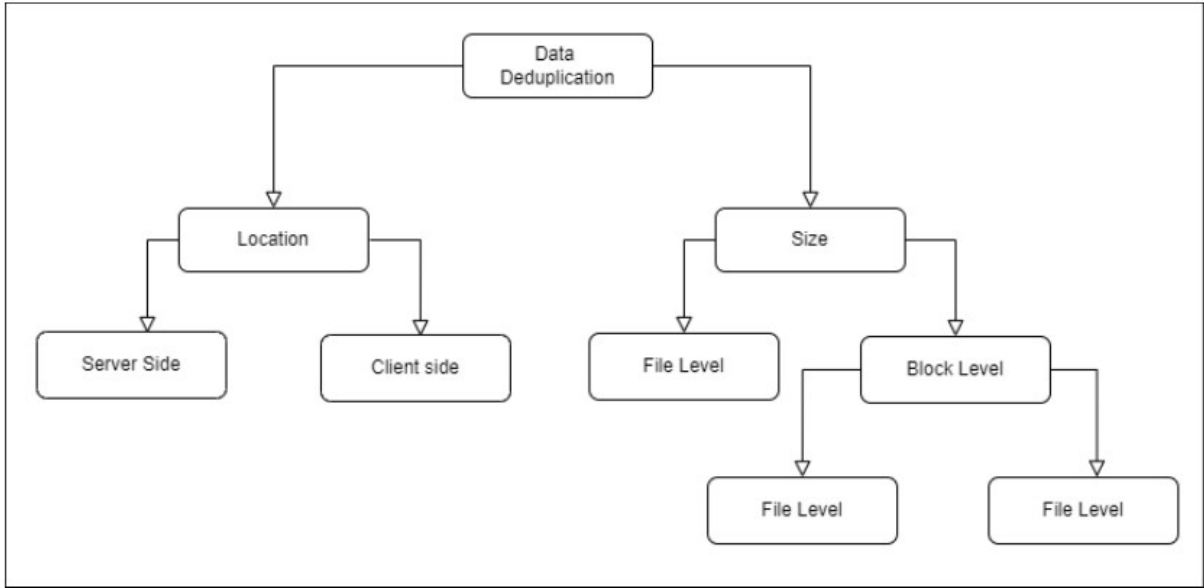 Data
Deduplication
Location
Size
Server Side
Client side
File Level
Block Level
File Level
File Level